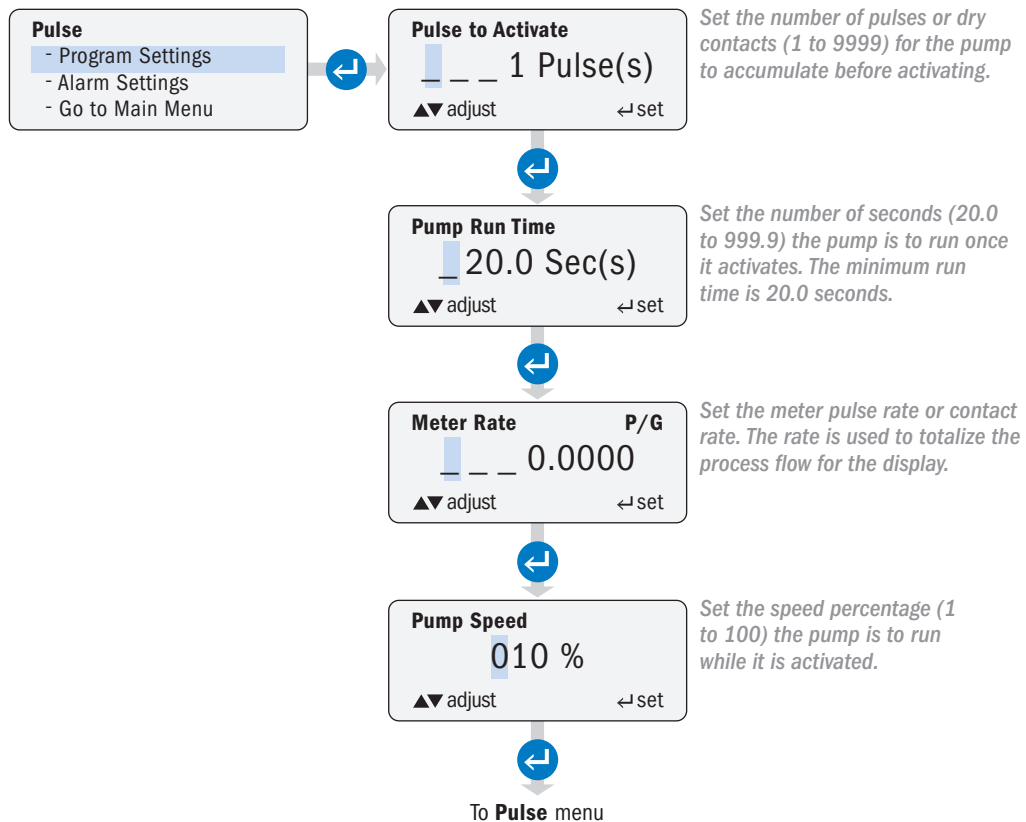 Pulse
- Program Settings
- Alarm Settings
- Go to Main Menu
Pulse to Activate
_ _ _ 1 Pulse(s)
▲▼ adjust ↵ set
Set the number of pulses or dry
contacts (1 to 9999) for the pump
to accumulate before activating.
Pump Run Time
_ 20.0 Sec(s)
▲▼ adjust ↵ set
Set the number of seconds (20.0
to 999.9) the pump is to run once
it activates. The minimum run
time is 20.0 seconds.
Meter Rate P/G
_ _ _ 0.0000
▲▼ adjust ↵ set
Set the meter pulse rate or contact
rate. The rate is used to totalize the
process flow for the display.
Pump Speed
010 %
▲▼ adjust ↵ set
Set the speed percentage (1
to 100) the pump is to run
while it is activated.
To Pulse menu